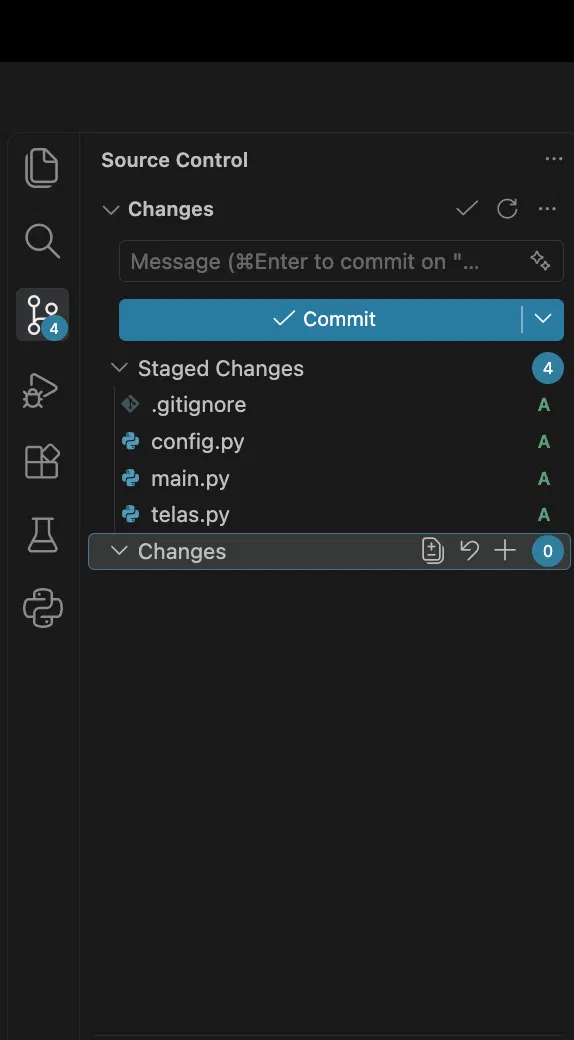 Source Control
Changes
Message (⌘Enter to commit on "...
4
Commit
Staged Changes 4
.gitignore A
config.py A
main.py A
telas.py A
Changes 0